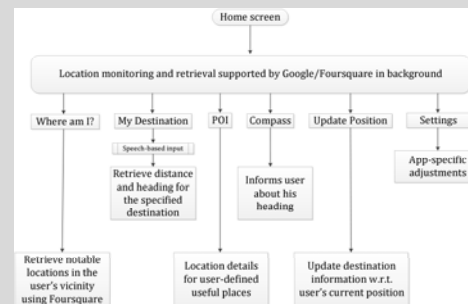 Home screen
Location monitoring and retrieval supported by Google/Foursquare in background
Where am I?
My Destination
POI
Compass
Update Position
Settings
Speech-based input
App-specific
adjustments
Retrieve distance
and heading for
the specified
destination
Informs user
about his
heading
Retrieve notable
locations in the
user's vicinity
using Foursquare
Location details
for user-defined
useful places
Update destination
information w.r.t.
user's current position